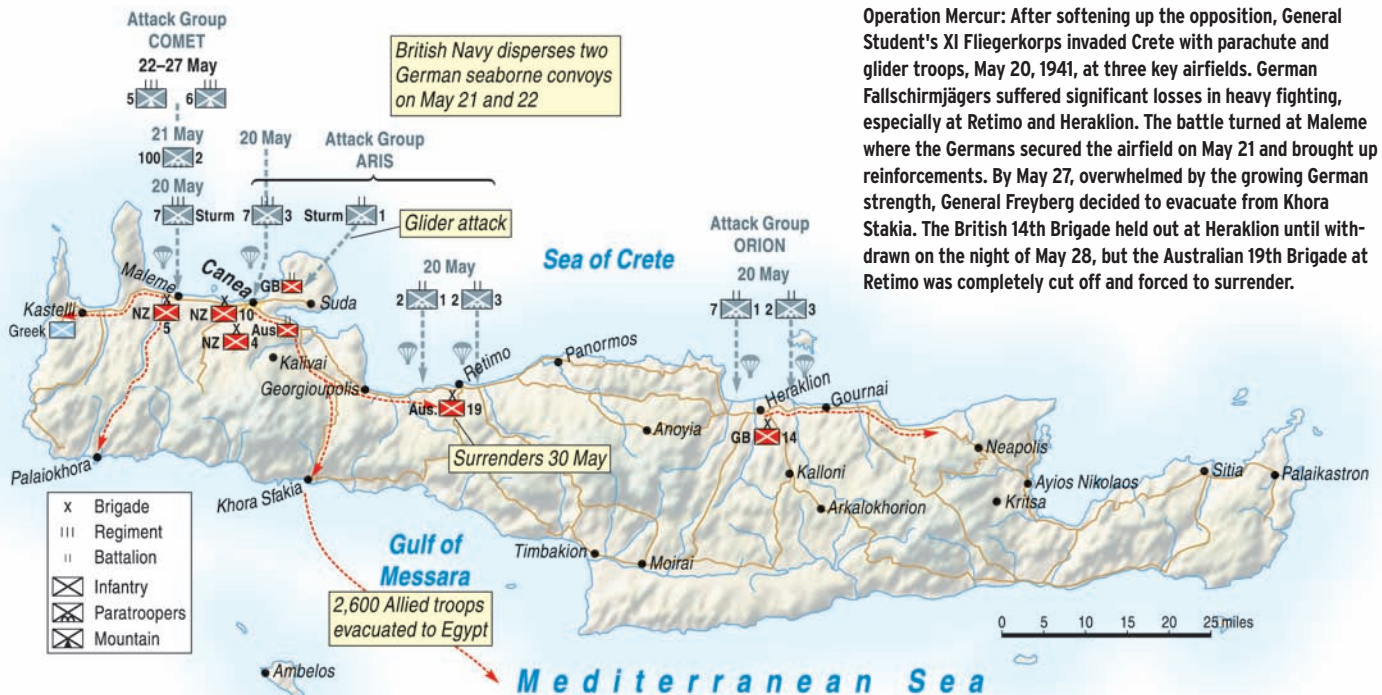 Attack Group
COMET
22–27 May
5
6
21 May
100
2
20 May
7
Sturm
20 May
7
3
Attack Group
ARIS
Sturm
1
British Navy disperses two
German seaborne convoys
on May 21 and 22
Glider attack
Operation Mercur: After softening up the opposition, General
Student's XI Fliegerkorps invaded Crete with parachute and
glider troops, May 20, 1941, at three key airfields. German
Fallschirmjägers suffered significant losses in heavy fighting,
especially at Retimo and Heraklion. The battle turned at Maleme
where the Germans secured the airfield on May 21 and brought up
reinforcements. By May 27, overwhelmed by the growing German
strength, General Freyberg decided to evacuate from Khora
Stakia. The British 14th Brigade held out at Heraklion until with-
drawn on the night of May 28, but the Australian 19th Brigade at
Retimo was completely cut off and forced to surrender.
Sea of Crete
20 May
2
1
2
3
Attack Group
ORION
20 May
7
1
2
3
Maleme
Canea
GB
Suda
Kastelli
Greek
NZ
5
NZ
10
NZ
4
Aus
Kalivai
Georgioupolis
Retimo
Aus.
19
Surrenders 30 May
Panormos
Anoyia
Heraklion
Gournai
GB
14
Kalloni
Arkalokhorion
Neapolis
Ayios Nikolaos
Kritsa
Sitia
Palaikastron
Palaiokhora
Khora Sfakia
Timbakion
Moirai
Gulf of
Messara
2,600 Allied troops
evacuated to Egypt
Ambelos
Mediterranean Sea
X Brigade
III Regiment
II Battalion
Infantry
Paratroopers
Mountain
0 5 10 15 20 25 miles